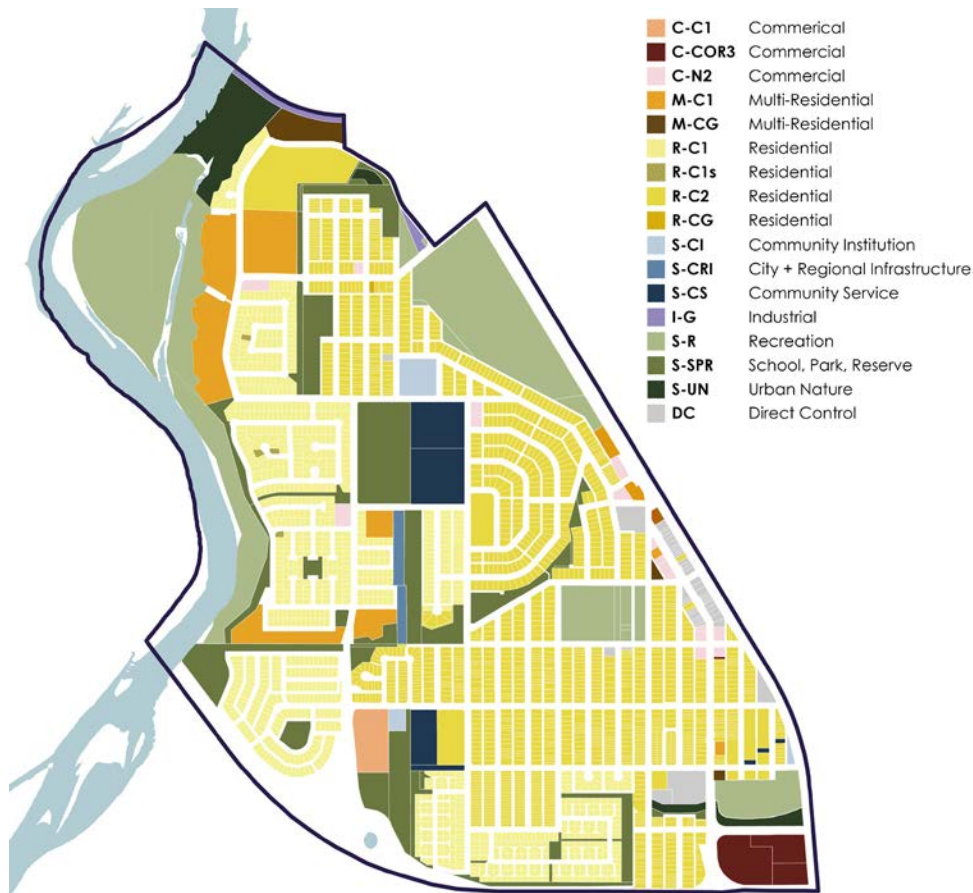 C-C1 Commerical
C-COR3 Commercial
C-N2 Commercial
M-C1 Multi-Residential
M-CG Multi-Residential
R-C1 Residential
R-C1s Residential
R-C2 Residential
R-CG Residential
S-CI Community Institution
S-CRI City + Regional Infrastructure
S-CS Community Service
I-G Industrial
S-R Recreation
S-SPR School, Park, Reserve
S-UN Urban Nature
DC Direct Control